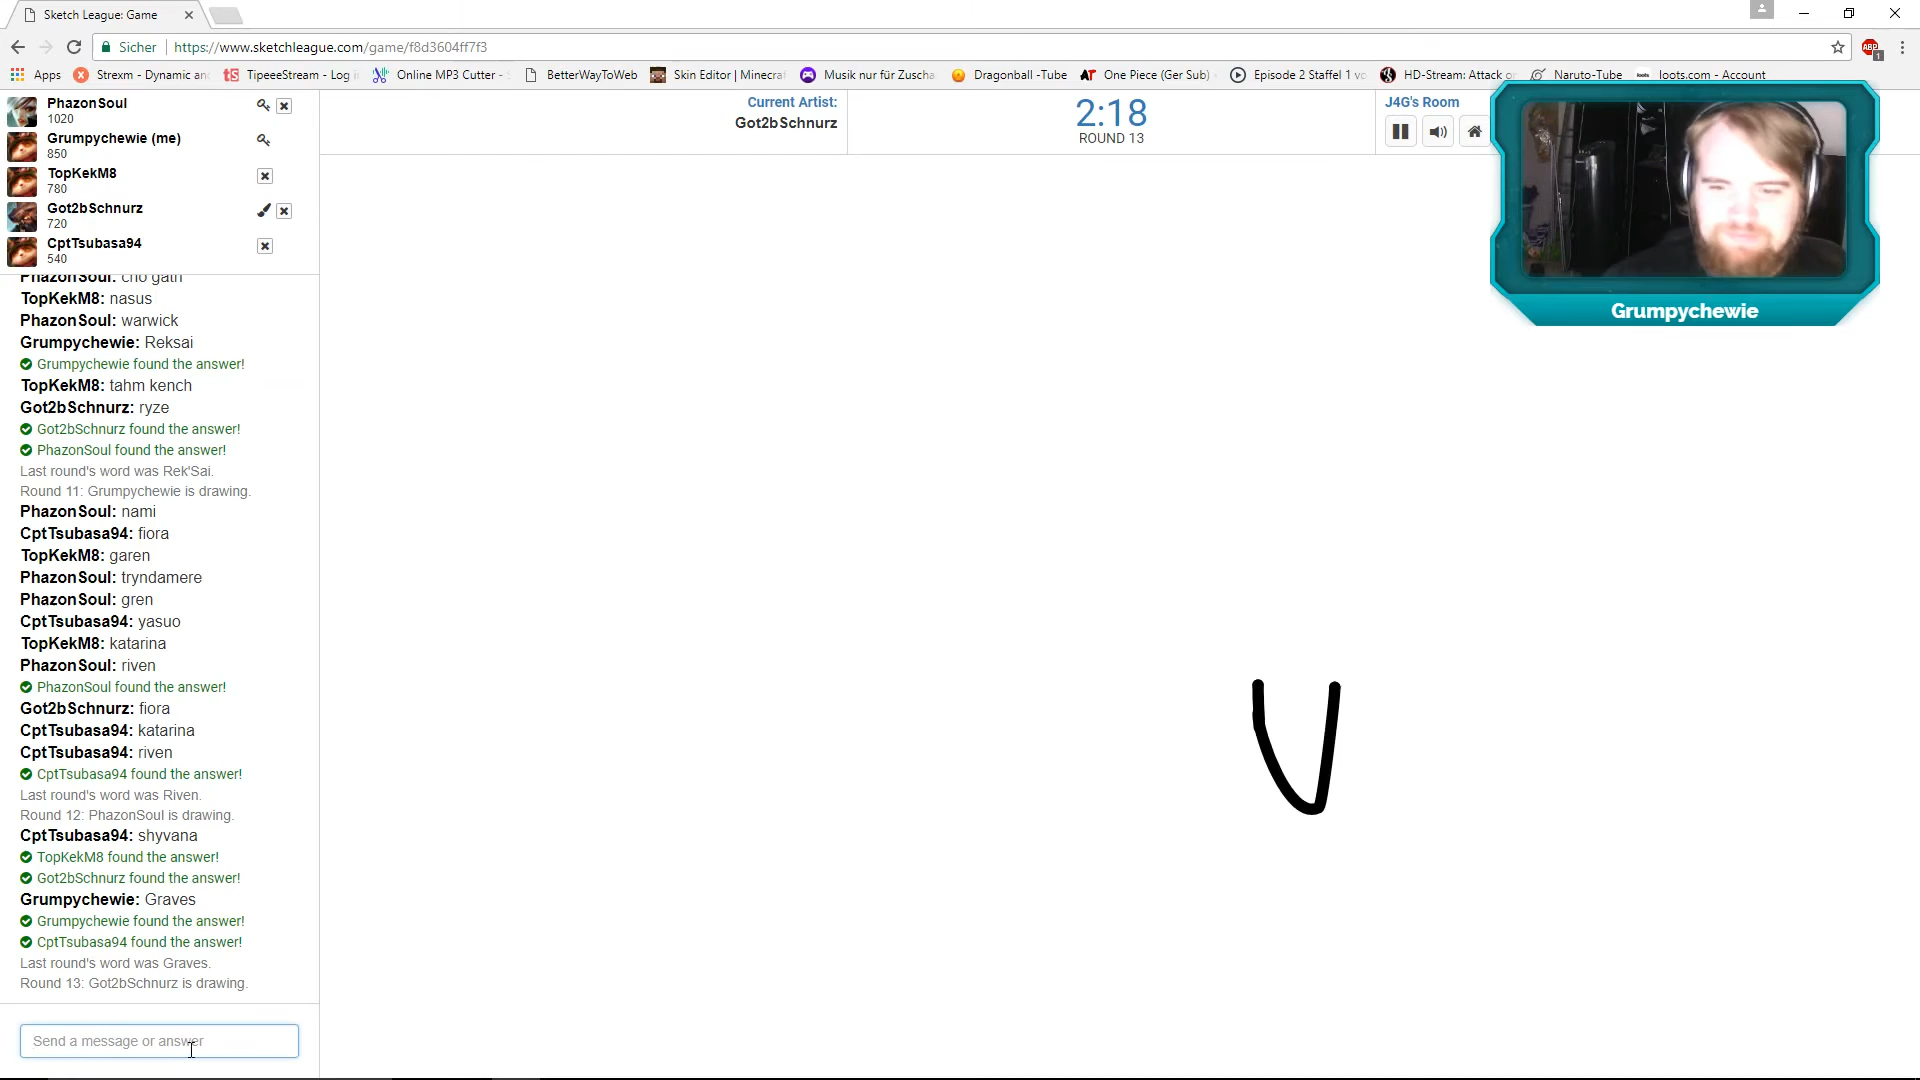 Sketch League: Game
Sicher https://www.sketchleague.com/game/f8d3604ff7f3
Apps Strexm - Dynamic an TipeeeStream - Log i Online MP3 Cutter - BetterWayToWeb Skin Editor | Minecra Musik nur für Zuscha Dragonball -Tube One Piece (Ger Sub) Episode 2 Staffel 1 vo HD-Stream: Attack o Naruto-Tube loots.com - Account
ABP 1
PhazonSoul
1020
Grumpychewie (me)
850
TopKekM8
780
Got2bSchnurz
720
CptTsubasa94
540
Current Artist:
Got2bSchnurz
2:18
ROUND 13
J4G's Room
Grumpychewie
PhazonSoul: cho gath
TopKekM8: nasus
PhazonSoul: warwick
Grumpychewie: Reksai
Grumpychewie found the answer!
TopKekM8: tahm kench
Got2bSchnurz: ryze
Got2bSchnurz found the answer!
PhazonSoul found the answer!
Last round's word was Rek'Sai.
Round 11: Grumpychewie is drawing.
PhazonSoul: nami
CptTsubasa94: fiora
TopKekM8: garen
PhazonSoul: tryndamere
PhazonSoul: gren
CptTsubasa94: yasuo
TopKekM8: katarina
PhazonSoul: riven
PhazonSoul found the answer!
Got2bSchnurz: fiora
CptTsubasa94: katarina
CptTsubasa94: riven
CptTsubasa94 found the answer!
Last round's word was Riven.
Round 12: PhazonSoul is drawing.
CptTsubasa94: shyvana
TopKekM8 found the answer!
Got2bSchnurz found the answer!
Grumpychewie: Graves
Grumpychewie found the answer!
CptTsubasa94 found the answer!
Last round's word was Graves.
Round 13: Got2bSchnurz is drawing.
Send a message or answer